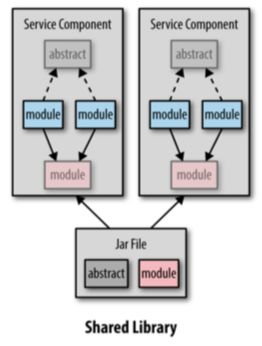 Service Component
Service Component
abstract
abstract
module
module
module
module
module
module
Jar File
abstract
module
Shared Library